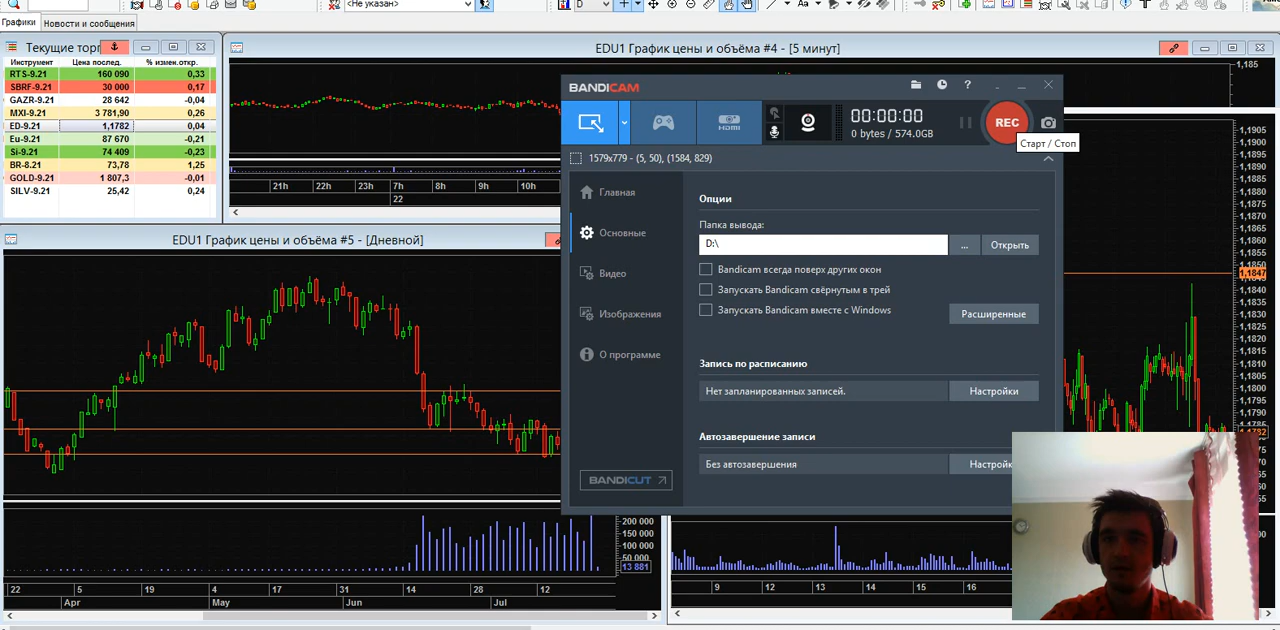 <Не указан>
D
Aa
Графики
Новости и события
Текущие торг
Инструмент Цена послед. % измен.откр.
RTS-9.21 160 090 0,33
SBRF-9.21 30 000 0,17
GAZR-9.21 28 642 -0,04
MXI-9.21 3 781,90 0,26
ED-9.21 1,1782 0,04
Eu-9.21 87 670 -0,21
Si-9.21 74 409 -0,23
BR-8.21 73,78 1,25
GOLD-9.21 1 807,3 -0,01
SILV-9.21 25,42 0,24
EDU1 График цены и объёма #4 - [5 минут]
1,185
21h 22h 23h 7h 8h 9h 10h
22
BANDICAM
?
HDMI
00:00:00
0 bytes / 574.0GB
REC
Старт / Стоп
1579x779 - (5, 50), (1584, 829)
Главная
Основные
Видео
Изображения
О программе
BANDICUT
Опции
Папка вывода:
D:\
...
Открыть
Bandicam всегда поверх других окон
Запускать Bandicam свёрнутым в трей
Запускать Bandicam вместе с Windows
Расширенные
Запись по расписанию
Нет запланированных записей.
Настройки
Автозавершение записи
Без автозавершения
Настройк
EDU1 График цены и объёма #5 - [Дневной]
200 000
150 000
100 000
50 000
13 881
22 5 19 4 17 31 14 28 12
Apr May Jun Jul
1,1905
1,1900
1,1895
1,1890
1,1885
1,1880
1,1875
1,1870
1,1865
1,1860
1,1855
1,1850
1,1847
1,1840
1,1835
1,1830
1,1825
1,1820
1,1815
1,1810
1,1805
1,1800
1,1795
1,1790
1,1785
1,1782
9 12 13 14 15 16